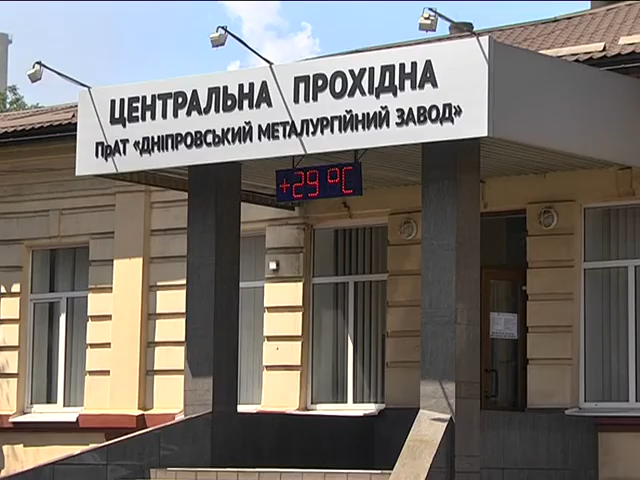 ЦЕНТРАЛЬНА ПРОХІДНА
ПрАТ «ДНІПРОВСЬКИЙ МЕТАЛУРГІЙНИЙ ЗАВОД»
+29 °C